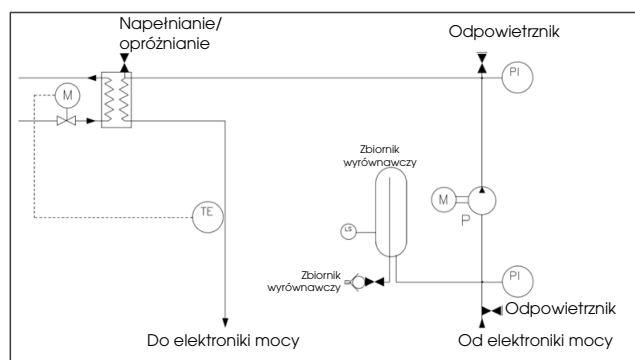 Napełnianie/
opróżnianie
Odpowietrznik
M
PI
Zbiornik
wyrównawczy
M
P
TE
LS
PI
Zbiornik
wyrównawczy
Odpowietrznik
Do elektroniki mocy
Od elektroniki mocy